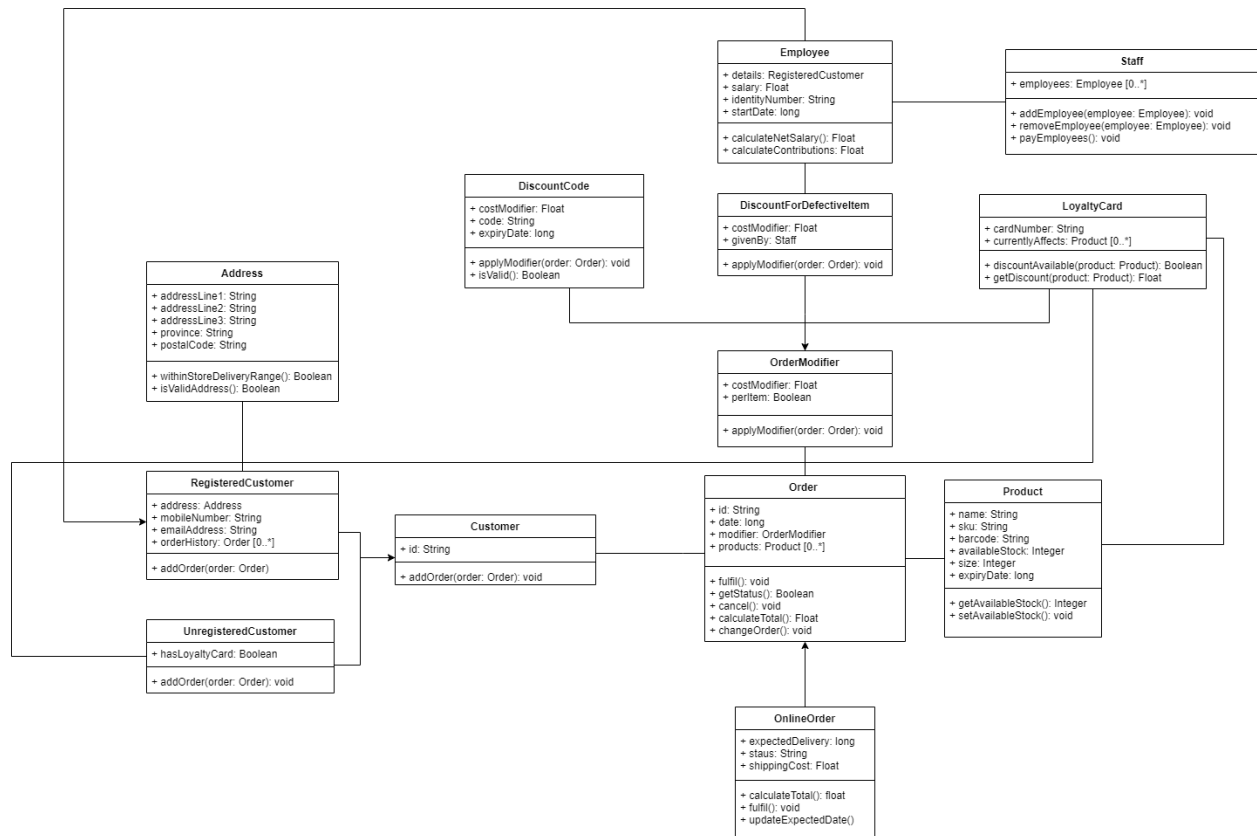 Employee
+ details: RegisteredCustomer
+ salary: Float
+ identityNumber: String
+ startDate: long
+ calculateNetSalary(): Float
+ calculateContributions: Float
Staff
+ employees: Employee [0..*]
+ addEmployee(employee: Employee): void
+ removeEmployee(employee: Employee): void
+ payEmployees(): void
DiscountCode
+ costModifier: Float
+ code: String
+ expiryDate: long
+ applyModifier(order: Order): void
+ isValid(): Boolean
DiscountForDefectiveItem
+ costModifier: Float
+ givenBy: Staff
+ applyModifier(order: Order): void
LoyaltyCard
+ cardNumber: String
+ currentlyAffects: Product [0..*]
+ discountAvailable(product: Product): Boolean
+ getDiscount(product: Product): Float
Address
+ addressLine1: String
+ addressLine2: String
+ addressLine3: String
+ province: String
+ postalCode: String
+ withinStoreDeliveryRange(): Boolean
+ isValidAddress(): Boolean
OrderModifier
+ costModifier: Float
+ perItem: Boolean
+ applyModifier(order: Order): void
RegisteredCustomer
+ address: Address
+ mobileNumber: String
+ emailAddress: String
+ orderHistory: Order [0..*]
+ addOrder(order: Order)
Customer
+ id: String
+ addOrder(order: Order): void
Order
+ id: String
+ date: long
+ modifier: OrderModifier
+ products: Product [0..*]
+ fulfil(): void
+ getStatus(): Boolean
+ cancel(): void
+ calculateTotal(): Float
+ changeOrder(): void
Product
+ name: String
+ sku: String
+ barcode: String
+ availableStock: Integer
+ size: Integer
+ expiryDate: long
+ getAvailableStock(): Integer
+ setAvailableStock(): void
UnregisteredCustomer
+ hasLoyaltyCard: Boolean
+ addOrder(order: Order): void
OnlineOrder
+ expectedDelivery: long
+ staus: String
+ shippingCost: Float
+ calculateTotal(): float
+ fulfil(): void
+ updateExpectedDate()